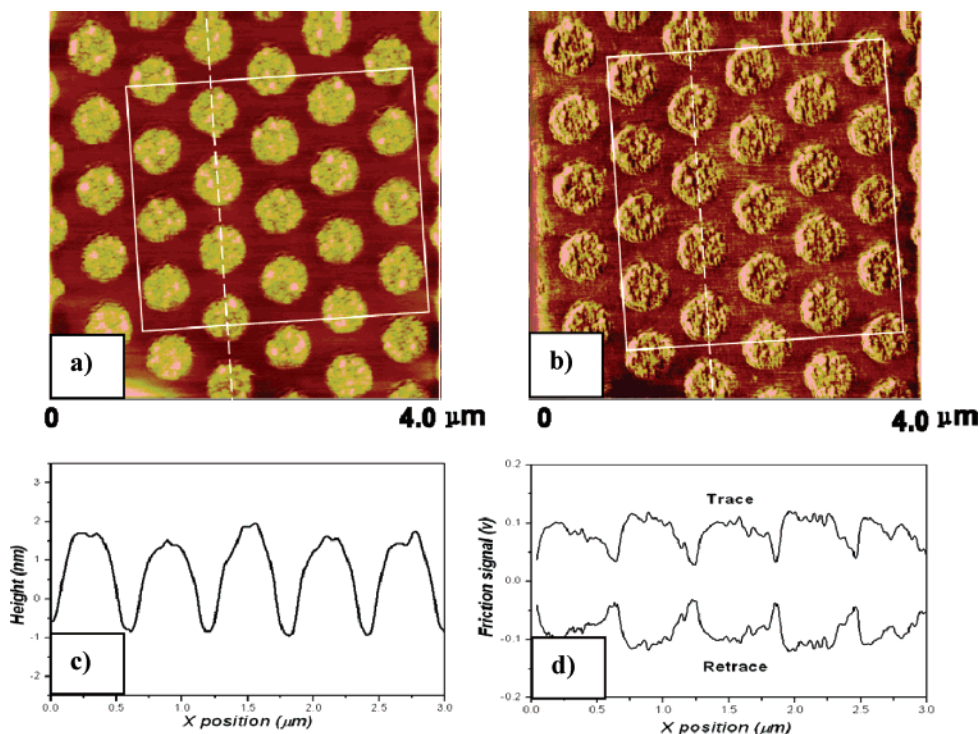 a)
b)
0 4.0 μm
0 4.0 μm
Height (nm)
3
2
1
0
-1
-2
c)
0.0 0.5 1.0 1.5 2.0 2.5 3.0
X position (μm)
Friction signal (v)
0.2
0.1
0.0
-0.1
-0.2
Trace
Retrace
d)
0.0 0.5 1.0 1.5 2.0 2.5 3.0
X position (μm)